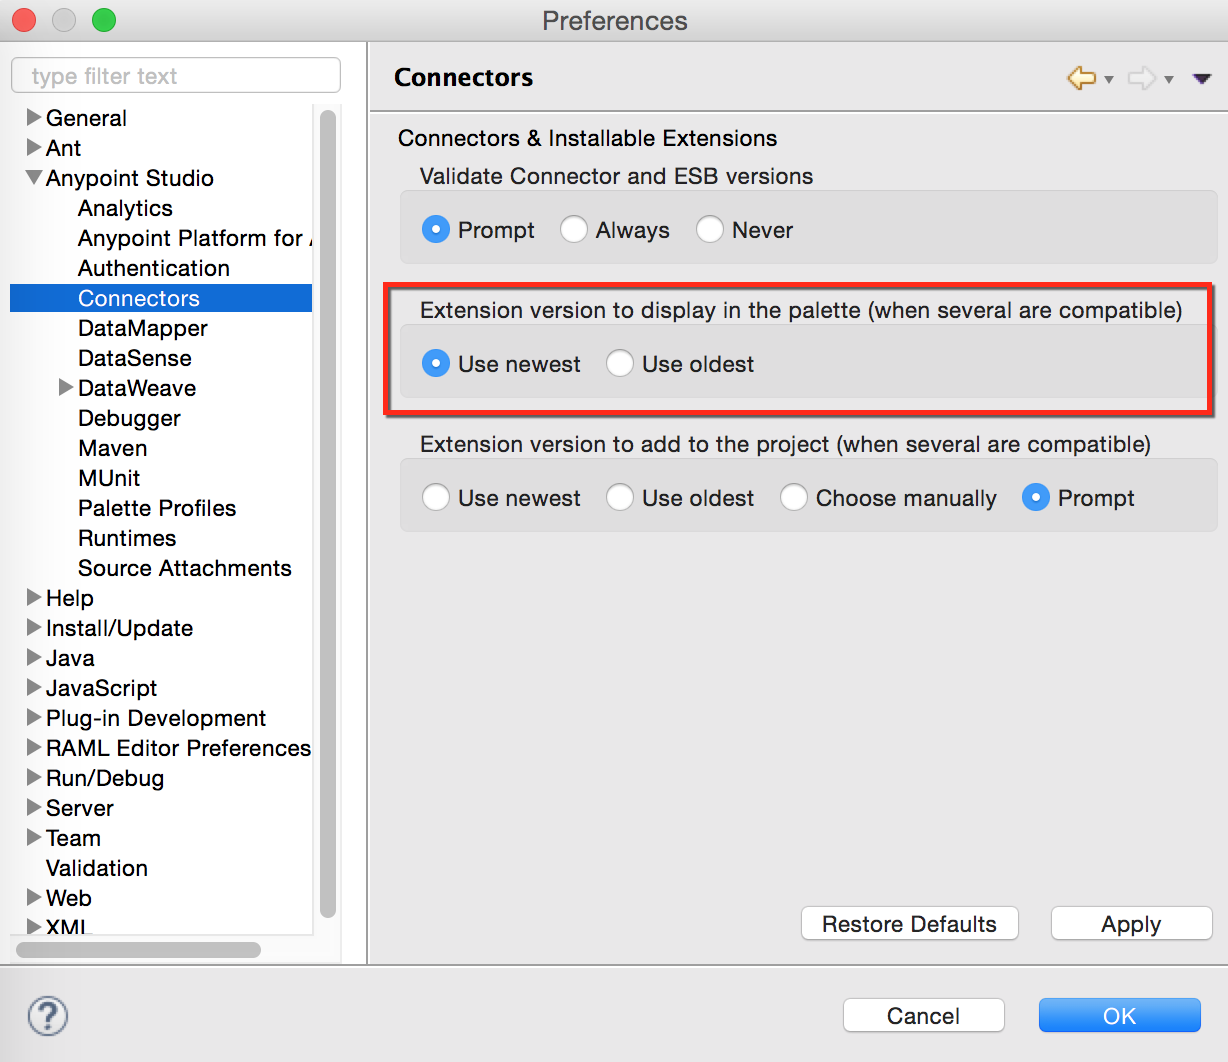 Preferences
type filter text
General
Ant
Anypoint Studio
Analytics
Anypoint Platform for
Authentication
Connectors
DataMapper
DataSense
DataWeave
Debugger
Maven
MUnit
Palette Profiles
Runtimes
Source Attachments
Help
Install/Update
Java
JavaScript
Plug-in Development
RAML Editor Preferences
Run/Debug
Server
Team
Validation
Web
XML
Connectors
Connectors & Installable Extensions
Validate Connector and ESB versions
Prompt Always Never
Extension version to display in the palette (when several are compatible)
Use newest Use oldest
Extension version to add to the project (when several are compatible)
Use newest Use oldest Choose manually Prompt
Restore Defaults Apply
? Cancel OK